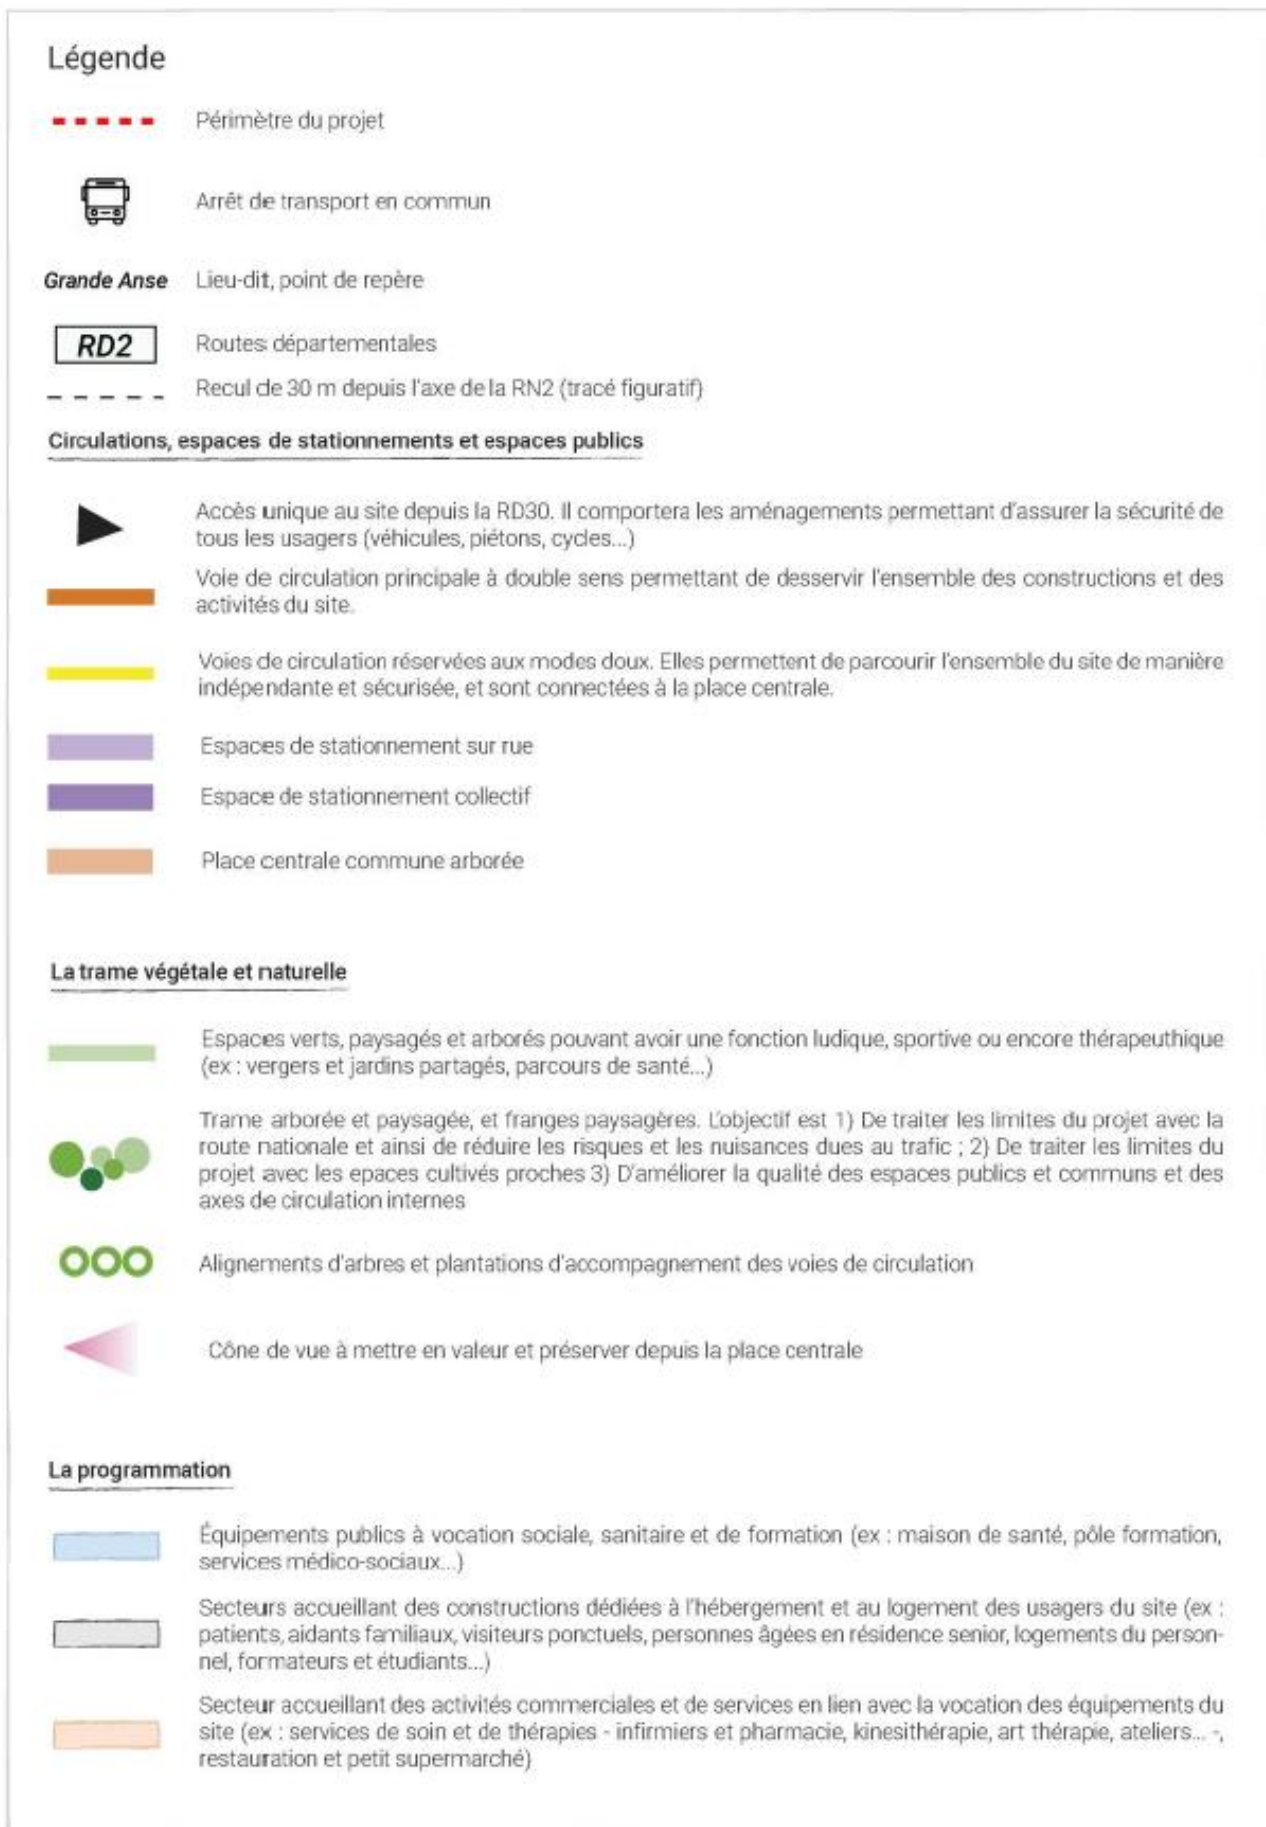 Légende
Périmètre du projet
Arrêt de transport en commun
Grande Anse Lieu-dit, point de repère
RD2 Routes départementales
Recul de 30 m depuis l'axe de la RN2 (tracé figuratif)
Circulations, espaces de stationnements et espaces publics
Accès unique au site depuis la RD30. Il comportera les aménagements permettant d'assurer la sécurité de
tous les usagers (véhicules, piétons, cycles...)
Voie de circulation principale à double sens permettant de desservir l'ensemble des constructions et des
activités du site.
Voies de circulation réservées aux modes doux. Elles permettent de parcourir l'ensemble du site de manière
indépendante et sécurisée, et sont connectées à la place centrale.
Espaces de stationnement sur rue
Espace de stationnement collectif
Place centrale commune arborée
La trame végétale et naturelle
Espaces verts, paysagés et arborés pouvant avoir une fonction ludique, sportive ou encore thérapeuthique
(ex : vergers et jardins partagés, parcours de santé...)
Trame arborée et paysagée, et franges paysagères. L'objectif est 1) De traiter les limites du projet avec la
route nationale et ainsi de réduire les risques et les nuisances dues au trafic ; 2) De traiter les limites du
projet avec les epaces cultivés proches 3) D'améliorer la qualité des espaces publics et communs et des
axes de circulation internes
Alignements d'arbres et plantations d'accompagnement des voies de circulation
Cône de vue à mettre en valeur et préserver depuis la place centrale
La programmation
Équipements publics à vocation sociale, sanitaire et de formation (ex : maison de santé, pôle formation,
services médico-sociaux...)
Secteurs accueillant des constructions dédiées à l'hébergement et au logement des usagers du site (ex :
patients, aidants familiaux, visiteurs ponctuels, personnes âgées en résidence senior, logements du person-
nel, formateurs et étudiants...)
Secteur accueillant des activités commerciales et de services en lien avec la vocation des équipements du
site (ex : services de soin et de thérapies - infirmiers et pharmacie, kinesithérapie, art thérapie, ateliers... -,
restauration et petit supermarché)